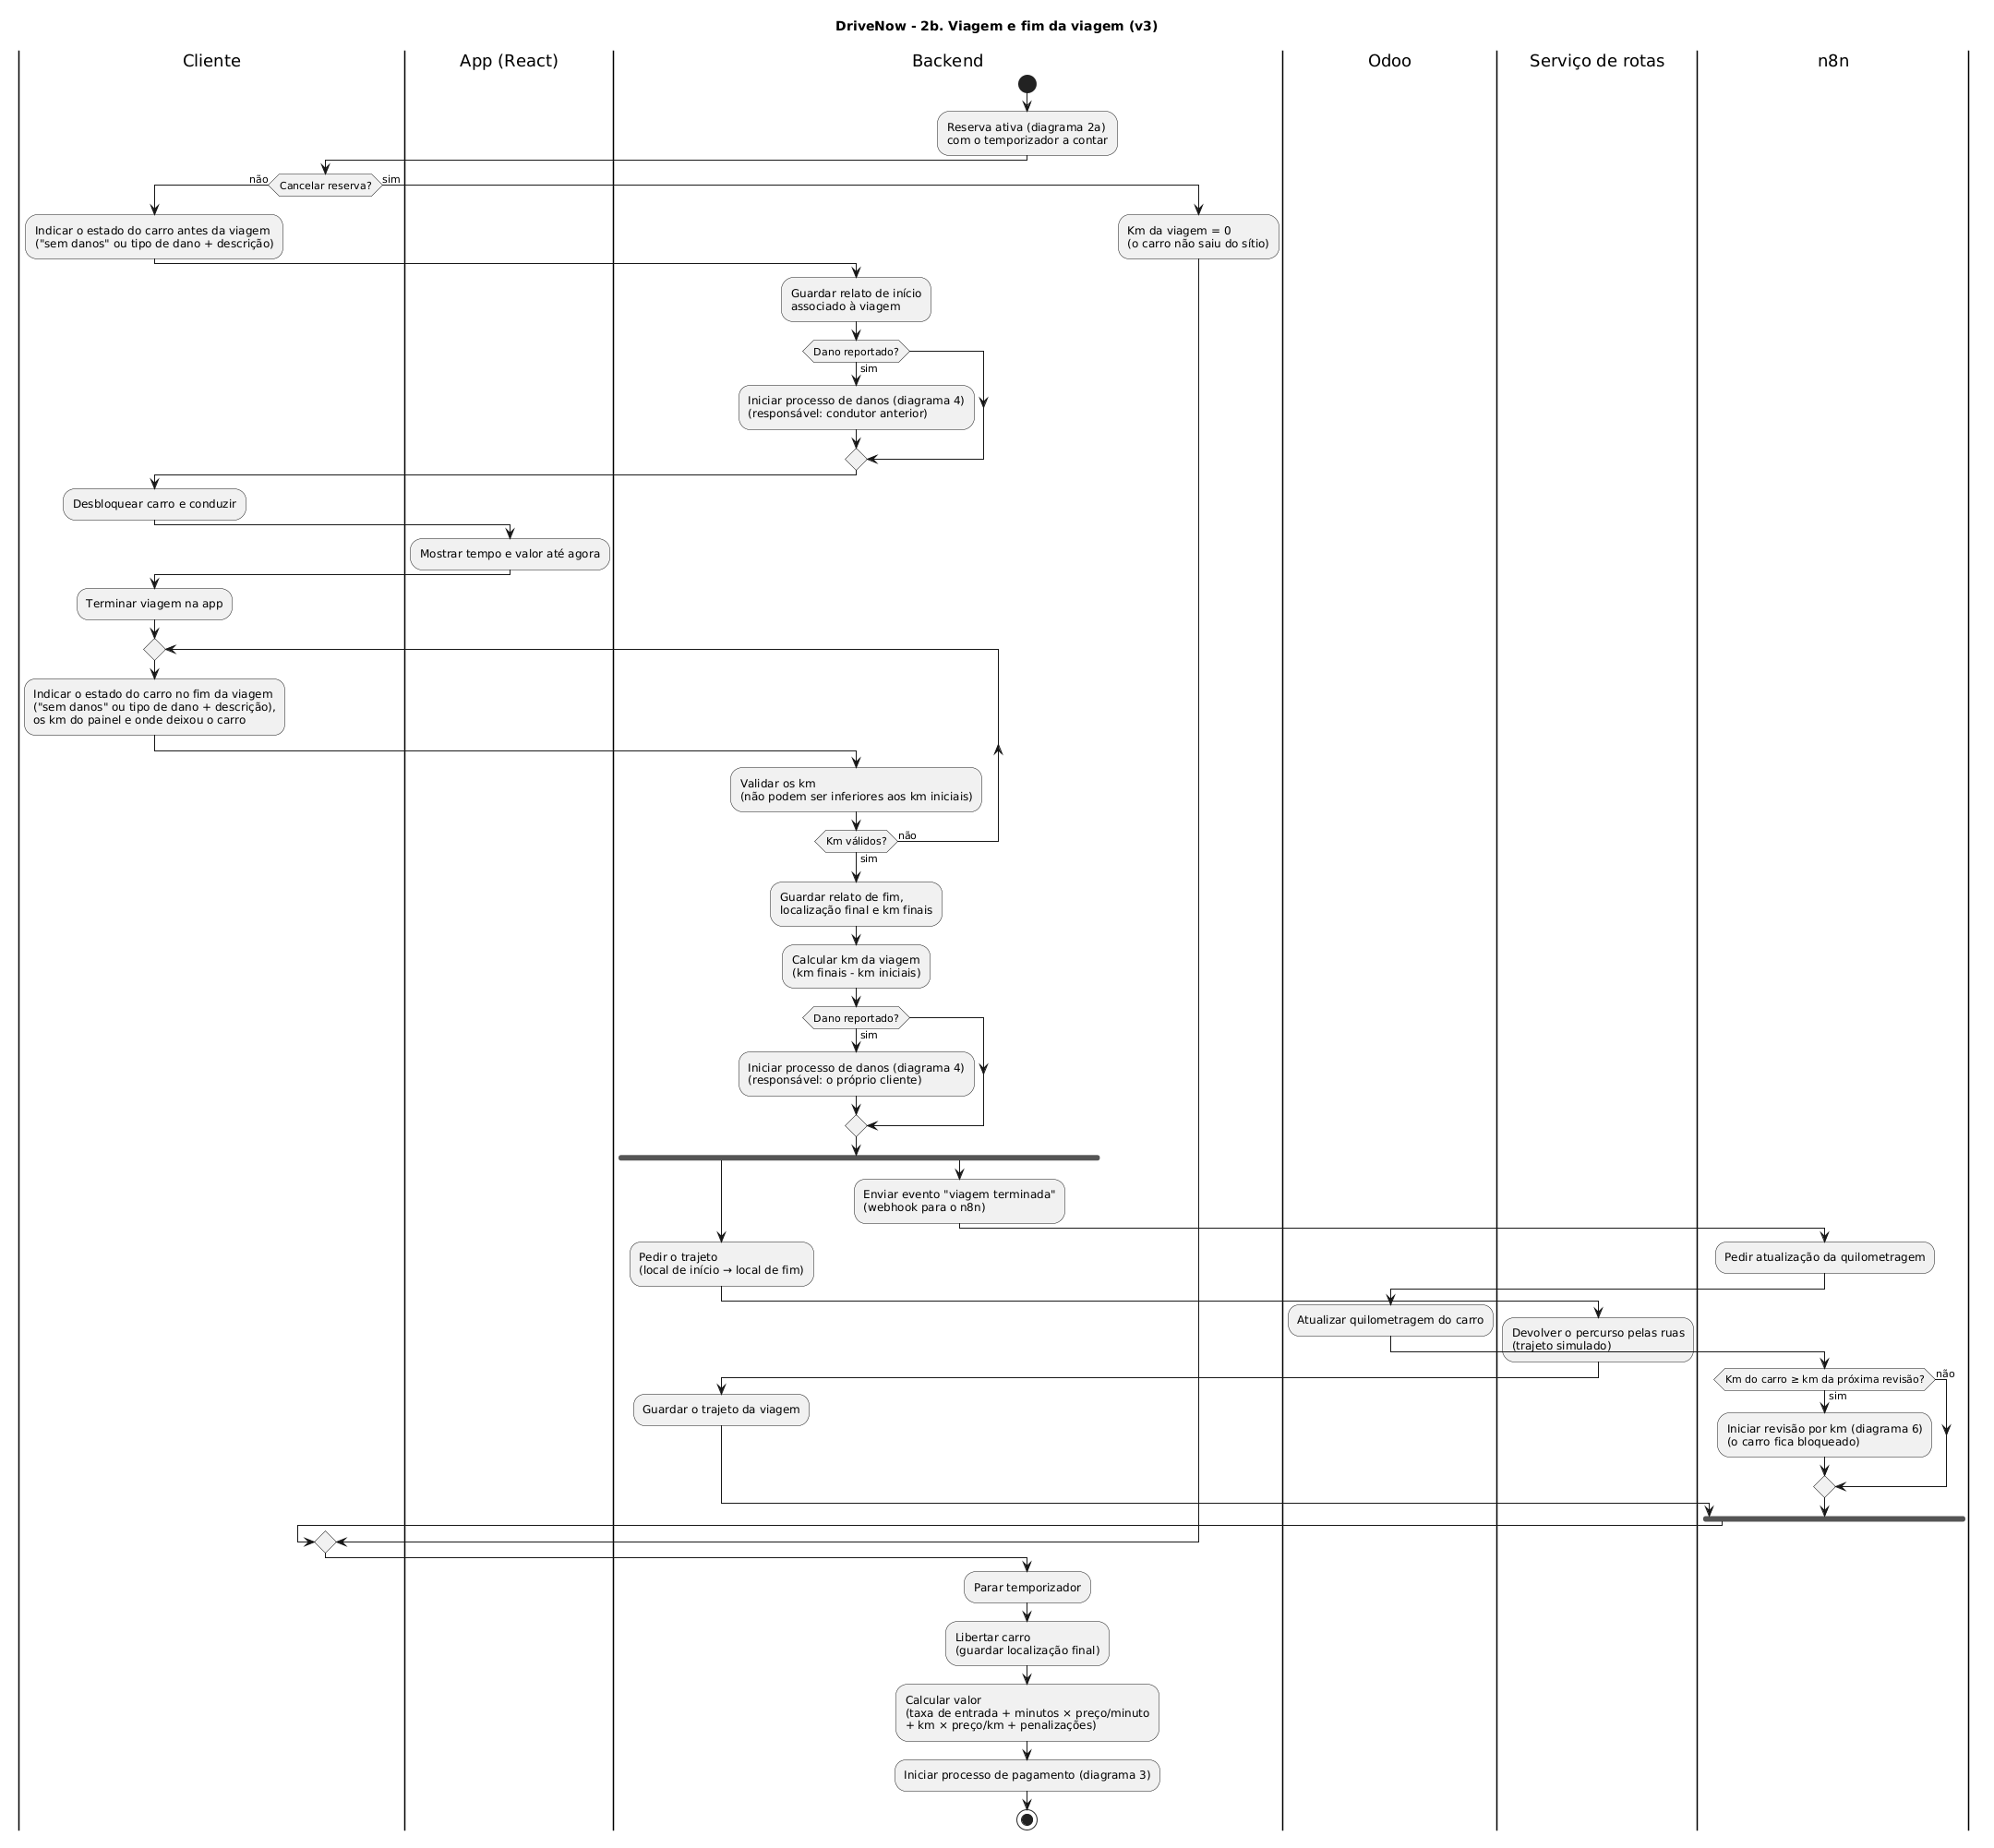 DriveNow - 2b. Viagem e fim da viagem (v3)
Cliente
App (React)
Backend
Odoo
Serviço de rotas
n8n
Reserva ativa (diagrama 2a)
com o temporizador a contar
não
Cancelar reserva?
sim
Indicar o estado do carro antes da viagem
("sem danos" ou tipo de dano + descrição)
Km da viagem = 0
(o carro não saiu do sítio)
Guardar relato de início
associado à viagem
Dano reportado?
sim
Iniciar processo de danos (diagrama 4)
(responsável: condutor anterior)
Desbloquear carro e conduzir
Mostrar tempo e valor até agora
Terminar viagem na app
Indicar o estado do carro no fim da viagem
("sem danos" ou tipo de dano + descrição),
os km do painel e onde deixou o carro
Validar os km
(não podem ser inferiores aos km iniciais)
Km válidos?
não
sim
Guardar relato de fim,
localização final e km finais
Calcular km da viagem
(km finais - km iniciais)
Dano reportado?
sim
Iniciar processo de danos (diagrama 4)
(responsável: o próprio cliente)
Enviar evento "viagem terminada"
(webhook para o n8n)
Pedir o trajeto
(local de início → local de fim)
Pedir atualização da quilometragem
Atualizar quilometragem do carro
Devolver o percurso pelas ruas
(trajeto simulado)
Km do carro ≥ km da próxima revisão?
não
sim
Guardar o trajeto da viagem
Iniciar revisão por km (diagrama 6)
(o carro fica bloqueado)
Parar temporizador
Libertar carro
(guardar localização final)
Calcular valor
(taxa de entrada + minutos × preço/minuto
+ km × preço/km + penalizações)
Iniciar processo de pagamento (diagrama 3)